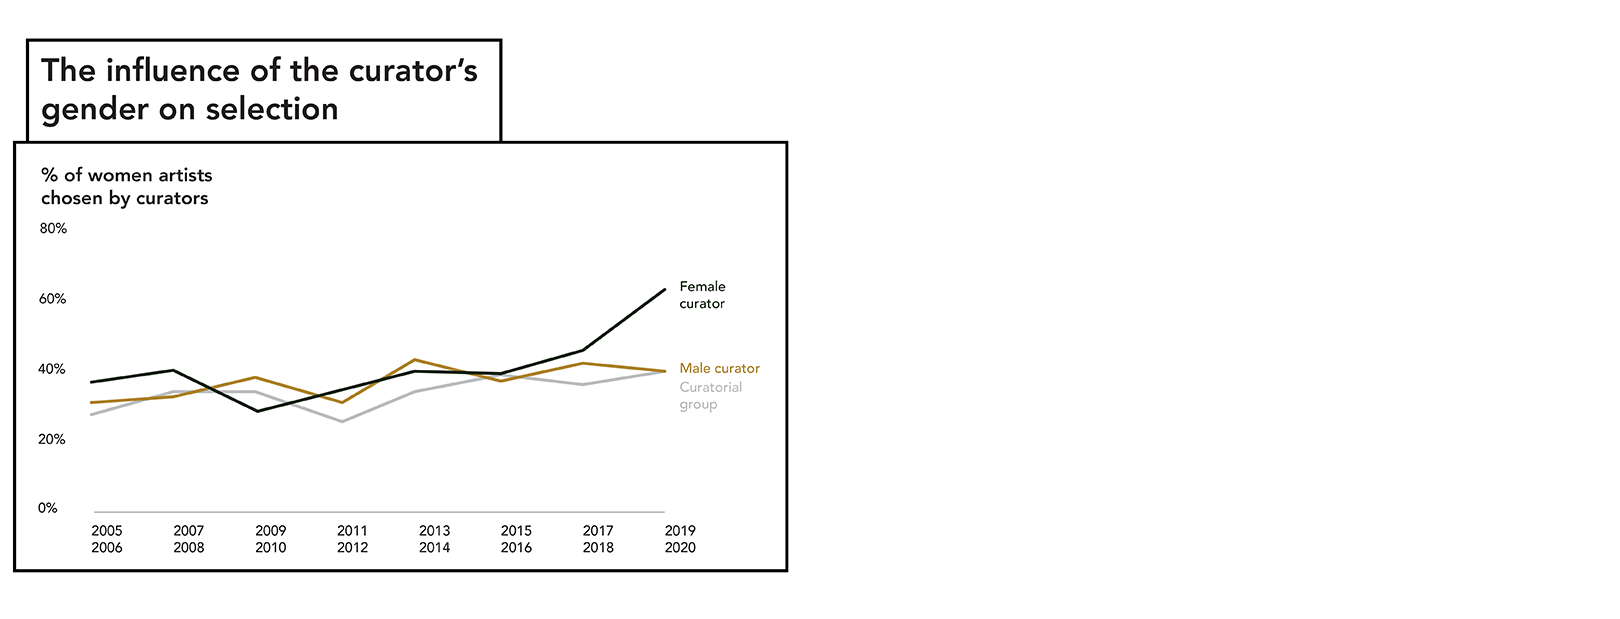 The influence of the curator‘s
gender on selection
% of women artists
chosen by curators
80%
60%
40%
20%
0%
Female
curator
Male curator
Curatorial
group
2005 2007 2009 2011 2013 2015 2017 2019
2006 2008 2010 2012 2014 2016 2018 2020